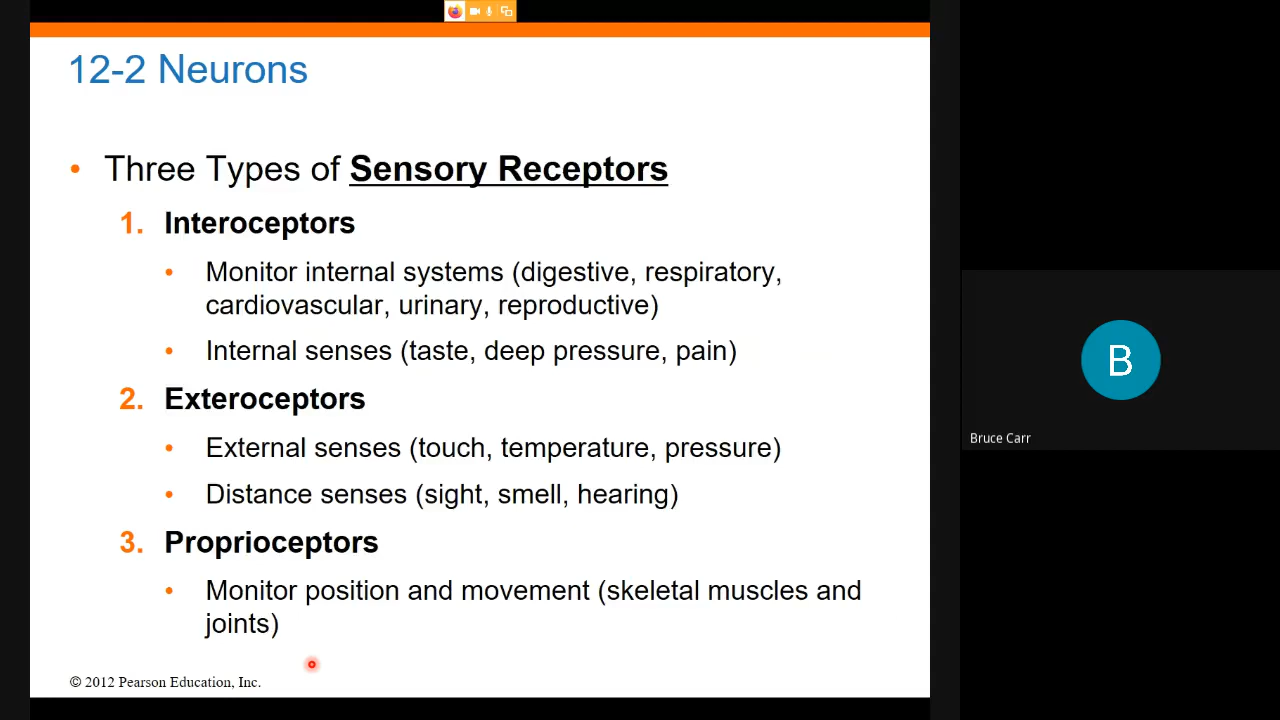 12-2 Neurons
• Three Types of Sensory Receptors
1. Interoceptors
• Monitor internal systems (digestive, respiratory,
cardiovascular, urinary, reproductive)
• Internal senses (taste, deep pressure, pain)
2. Exteroceptors
• External senses (touch, temperature, pressure)
• Distance senses (sight, smell, hearing)
3. Proprioceptors
• Monitor position and movement (skeletal muscles and
joints)
© 2012 Pearson Education, Inc.
B
Bruce Carr